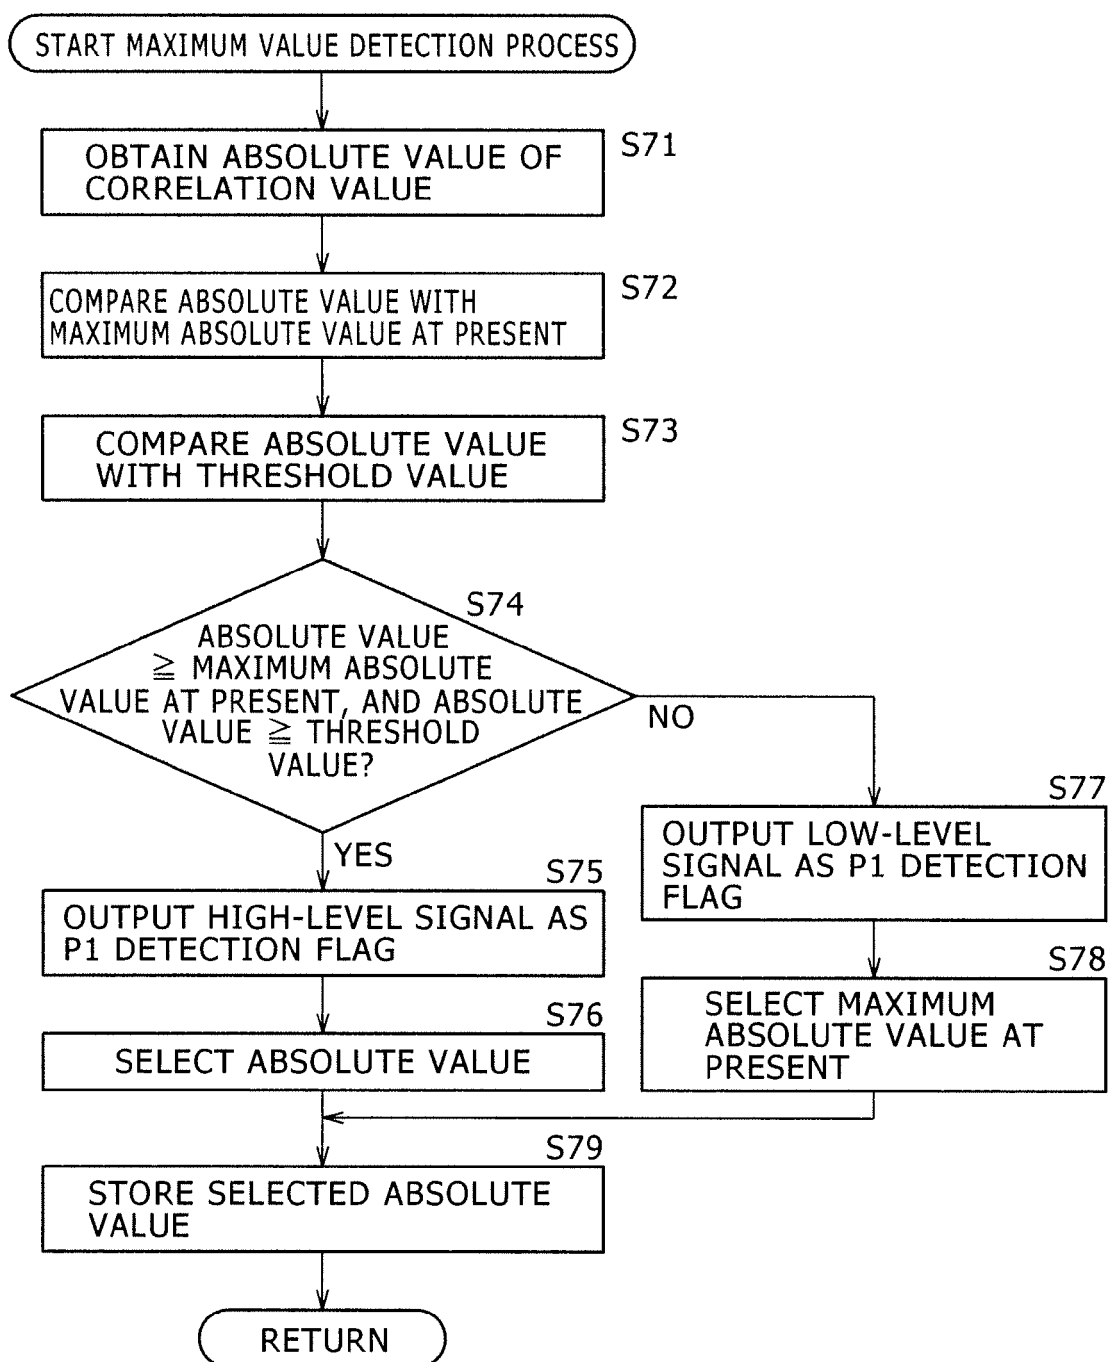 START MAXIMUM VALUE DETECTION PROCESS
S71
OBTAIN ABSOLUTE VALUE OF
CORRELATION VALUE
S72
COMPARE ABSOLUTE VALUE WITH
MAXIMUM ABSOLUTE VALUE AT PRESENT
S73
COMPARE ABSOLUTE VALUE
WITH THRESHOLD VALUE
S74
ABSOLUTE VALUE
≧ MAXIMUM ABSOLUTE
VALUE AT PRESENT, AND ABSOLUTE
VALUE ≧ THRESHOLD
VALUE?
NO
YES
S75
OUTPUT HIGH-LEVEL SIGNAL AS
P1 DETECTION FLAG
S76
SELECT ABSOLUTE VALUE
S77
OUTPUT LOW-LEVEL
SIGNAL AS P1 DETECTION
FLAG
S78
SELECT MAXIMUM
ABSOLUTE VALUE AT
PRESENT
S79
STORE SELECTED ABSOLUTE
VALUE
RETURN